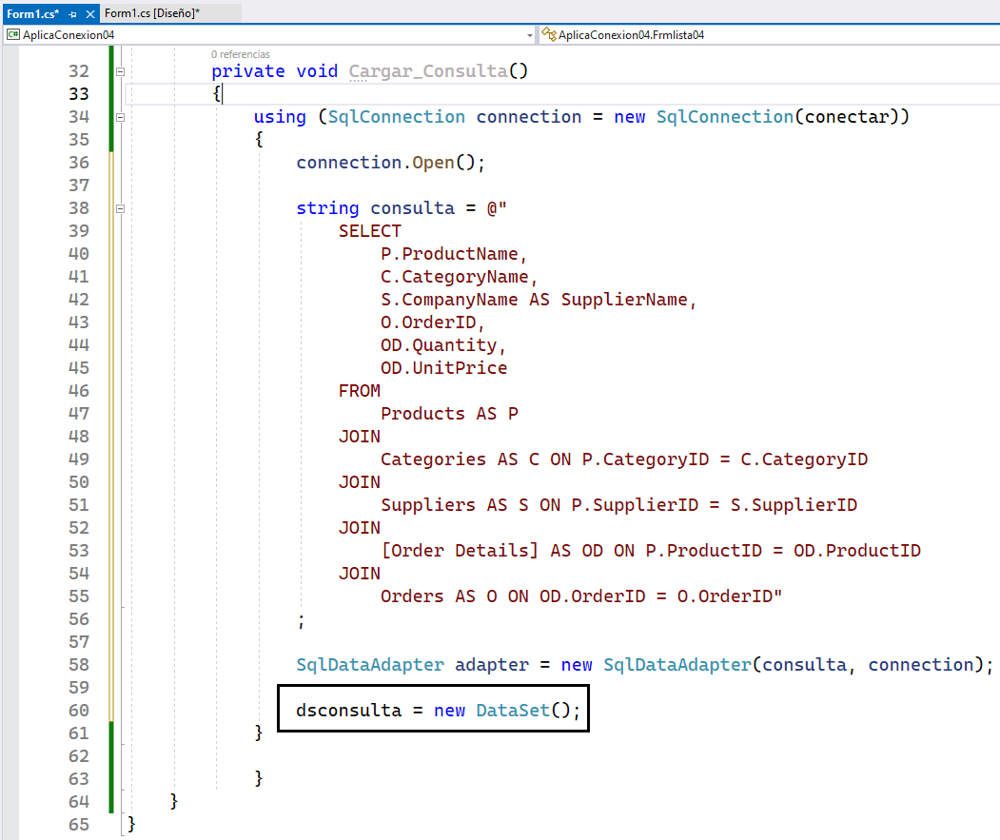 Form1.cs* Form1.cs [Diseño]*
C# AplicaConexion04 AplicaConexion04.Frmlista04
0 referencias
32 private void Cargar_Consulta()
33 {
34 using (SqlConnection connection = new SqlConnection(conectar))
35 {
36 connection.Open();
37
38 string consulta = @"
39 SELECT
40 P.ProductName,
41 C.CategoryName,
42 S.CompanyName AS SupplierName,
43 O.OrderID,
44 OD.Quantity,
45 OD.UnitPrice
46 FROM
47 Products AS P
48 JOIN
49 Categories AS C ON P.CategoryID = C.CategoryID
50 JOIN
51 Suppliers AS S ON P.SupplierID = S.SupplierID
52 JOIN
53 [Order Details] AS OD ON P.ProductID = OD.ProductID
54 JOIN
55 Orders AS O ON OD.OrderID = O.OrderID"
56 ;
57
58 SqlDataAdapter adapter = new SqlDataAdapter(consulta, connection);
59
60 dsconsulta = new DataSet();
61 }
62
63 }
64 }
65 }